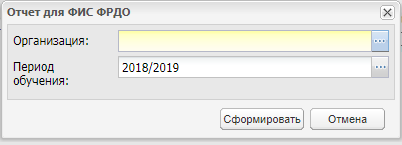 Отчет для ФИС ФРДО
Организация:
Период
обучения:
2018/2019
Сформировать
Отмена